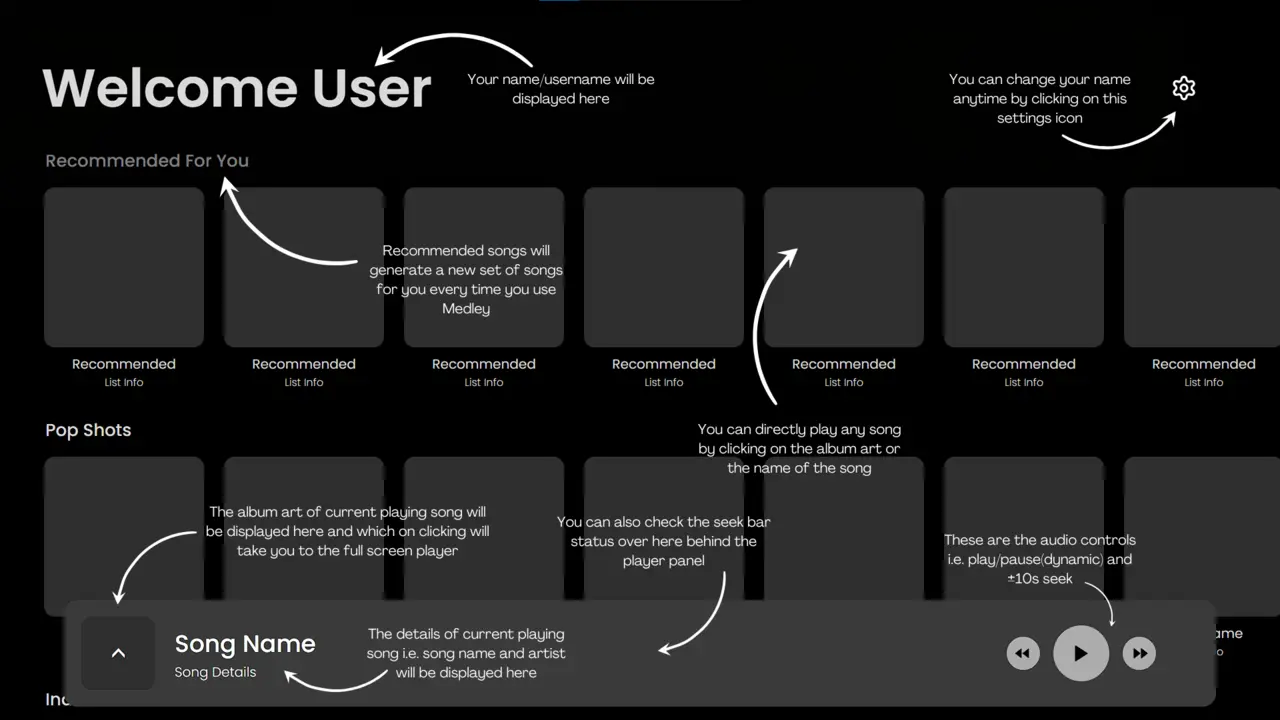 Welcome User
Your name/username will be
displayed here
You can change your name
anytime by clicking on this
settings icon
Recommended For You
Recommended songs will
generate a new set of songs
for you every time you use
Medley
Recommended
List Info
Recommended
List Info
Recommended
List Info
Recommended
List Info
Recommended
List Info
Recommended
List Info
Recommended
List Info
Pop Shots
You can directly play any song
by clicking on the album art or
the name of the song
The album art of current playing song will
be displayed here and which on clicking will
take you to the full screen player
You can also check the seek bar
status over here behind the
player panel
These are the audio controls
i.e. play/pause(dynamic) and
±10s seek
Song Name
Song Details
The details of current playing
song i.e. song name and artist
will be displayed here
ame
o